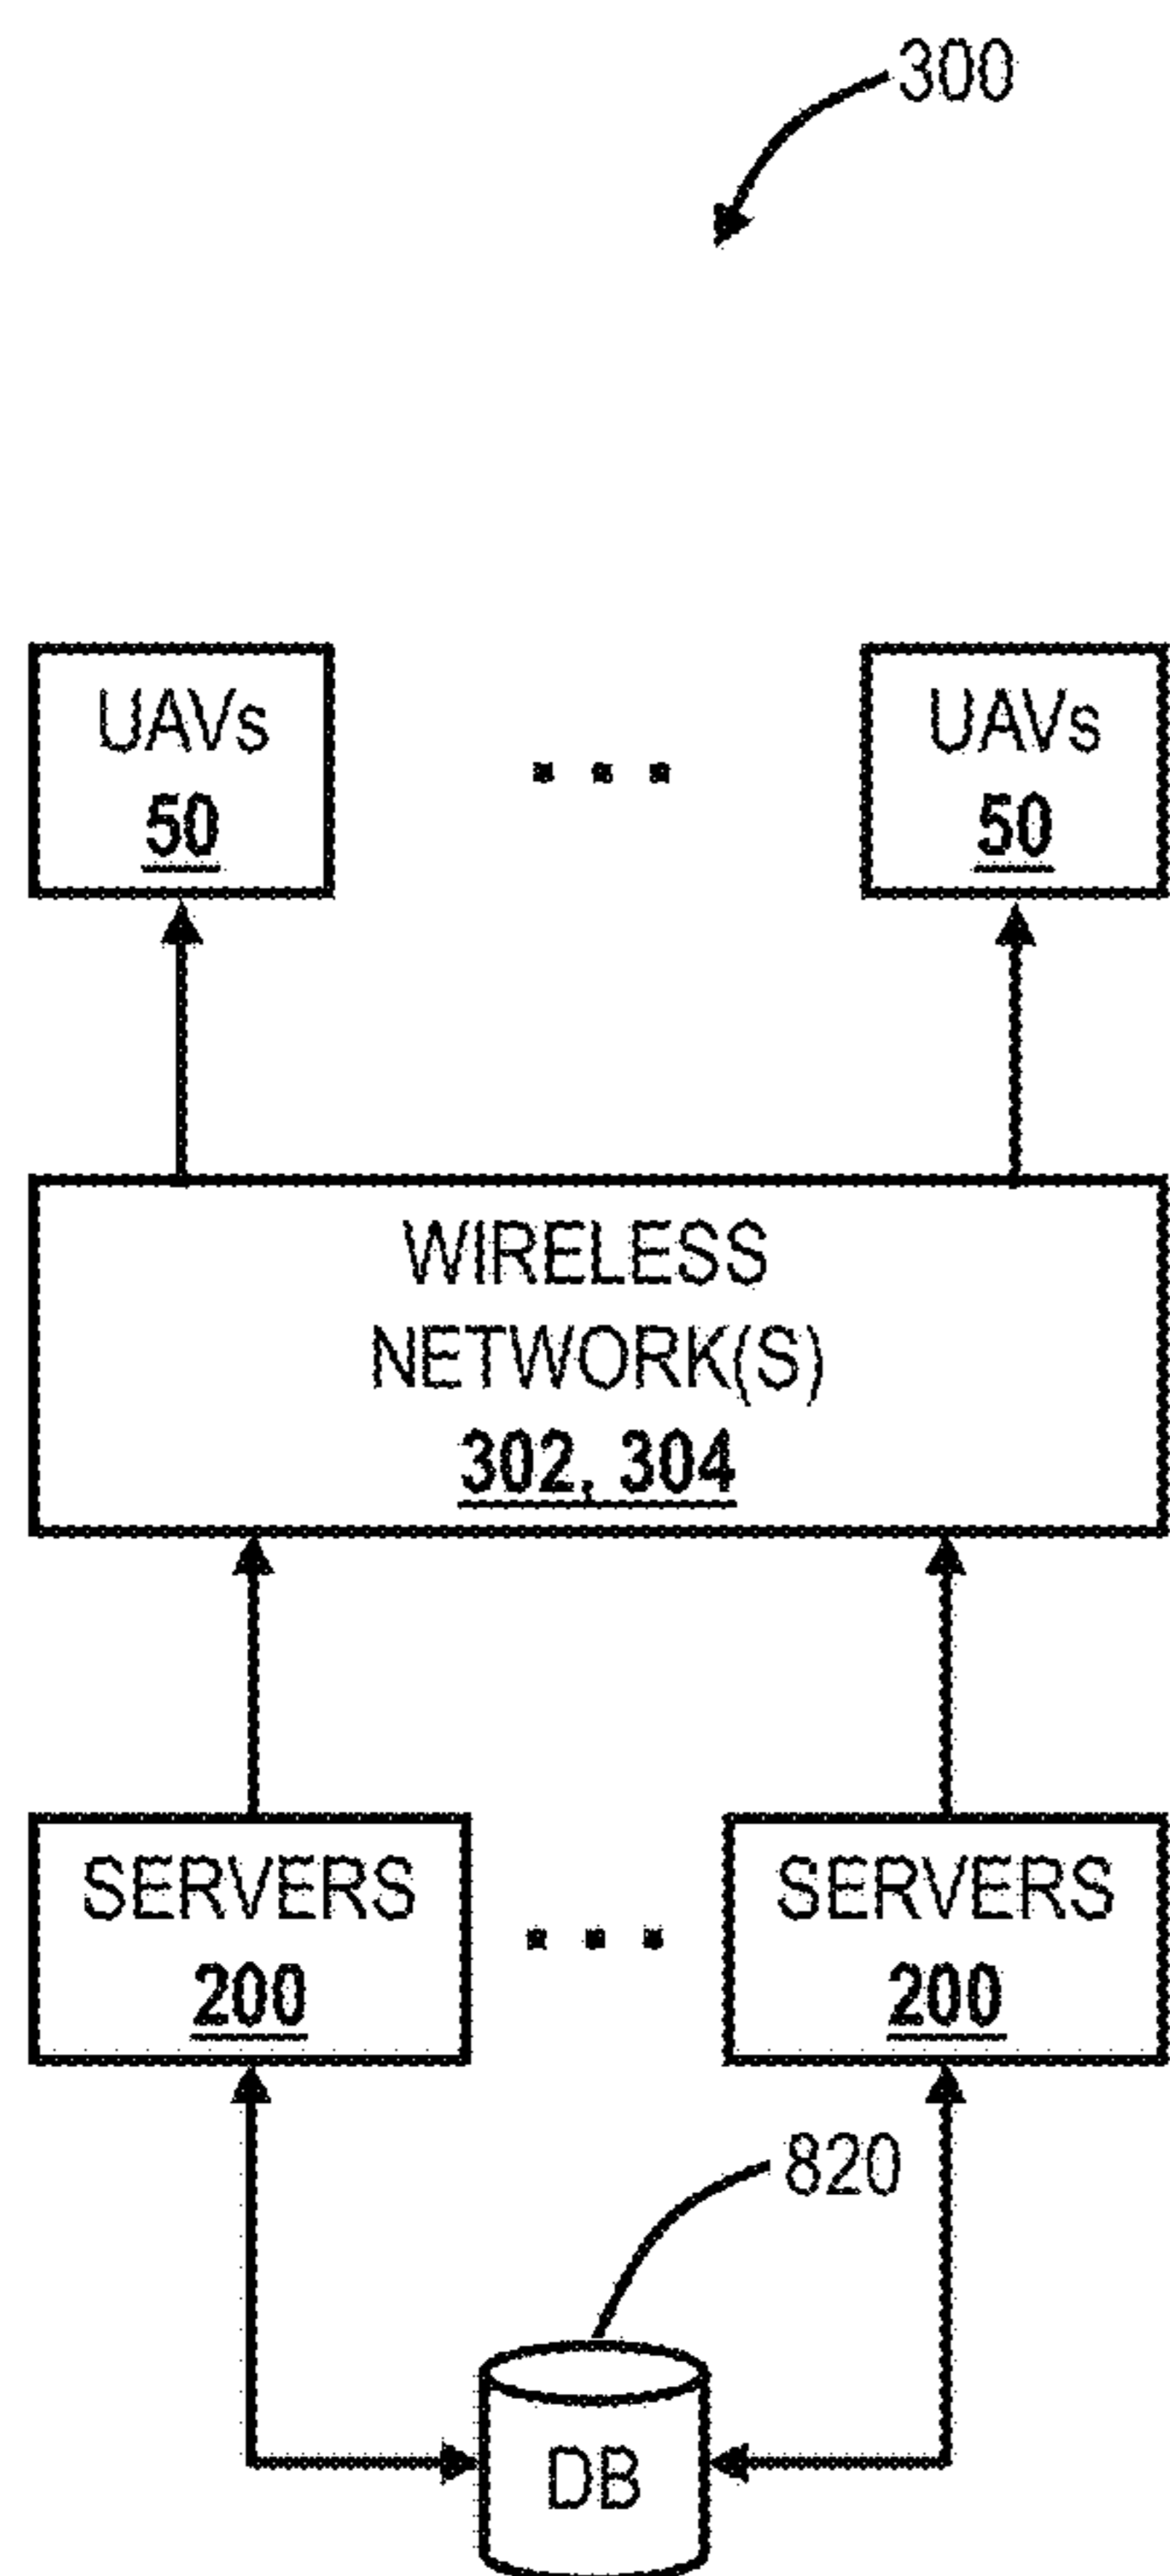 300
UAVs
50
UAVs
50
WIRELESS
NETWORK(S)
302, 304
SERVERS
200
SERVERS
200
820
DB